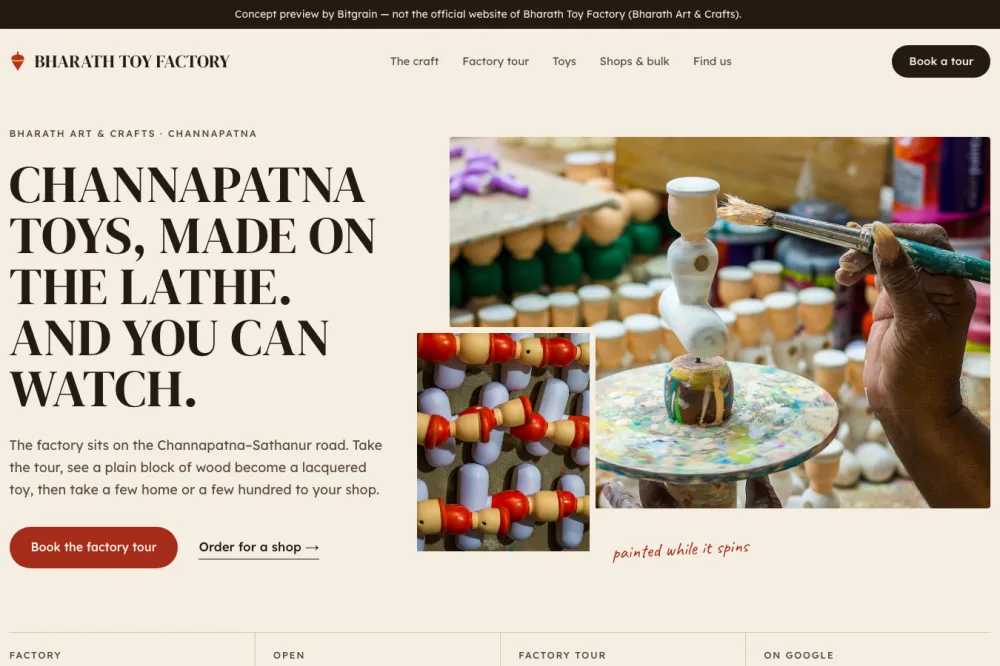 Concept preview by Bitgrain — not the official website of Bharath Toy Factory (Bharath Art & Crafts).
BHARATH TOY FACTORY
The craft
Factory tour
Toys
Shops & bulk
Find us
Book a tour
BHARATH ART & CRAFTS · CHANNAPATNA
CHANNAPATNA
TOYS, MADE ON
THE LATHE.
AND YOU CAN
WATCH.
The factory sits on the Channapatna–Sathanur road. Take
the tour, see a plain block of wood become a lacquered
toy, then take a few home or a few hundred to your shop.
Book the factory tour
Order for a shop →
painted while it spins
FACTORY
OPEN
FACTORY TOUR
ON GOOGLE